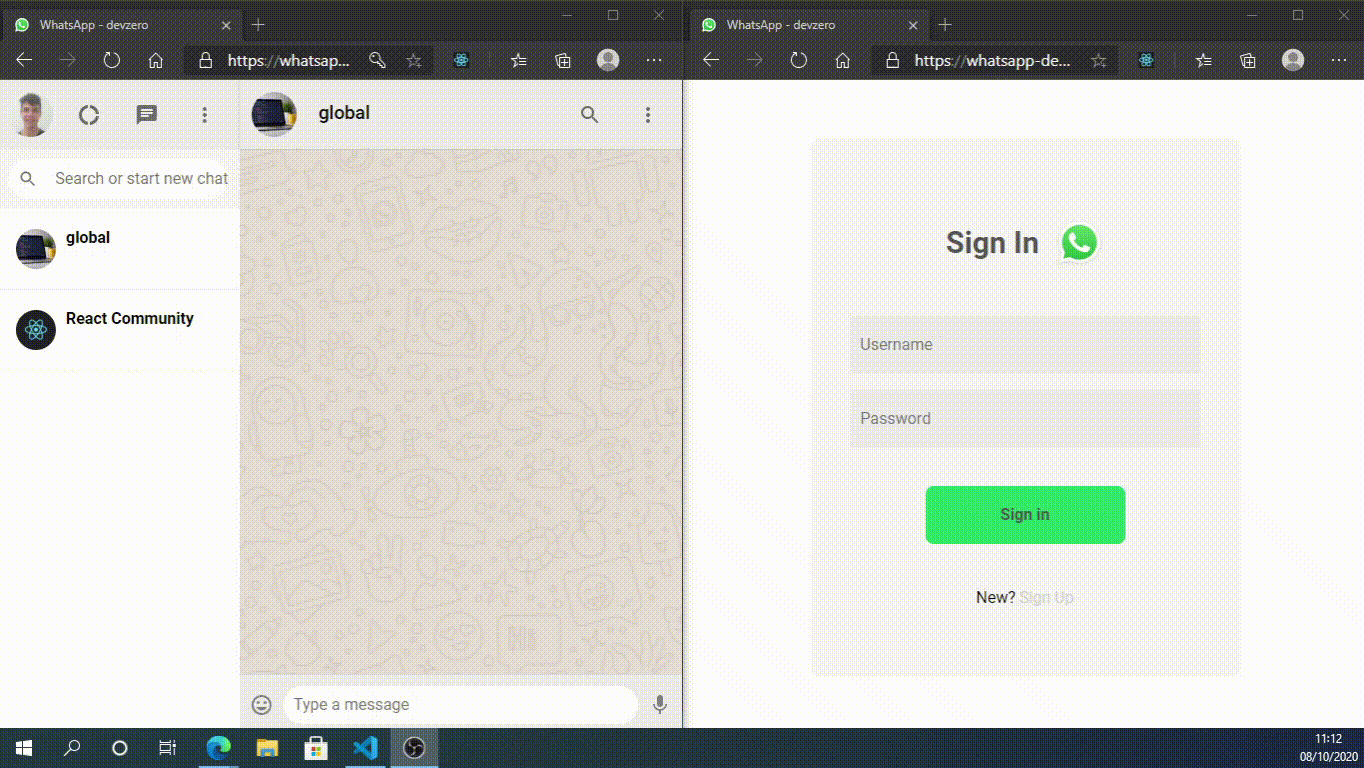 WhatsApp - devzero
https://whatsap...
global
Search or start new chat
global
React Community
Type a message
WhatsApp - devzero
https://whatsapp-de...
Sign In
Username
Password
Sign in
New? Sign Up
11:12
08/10/2020